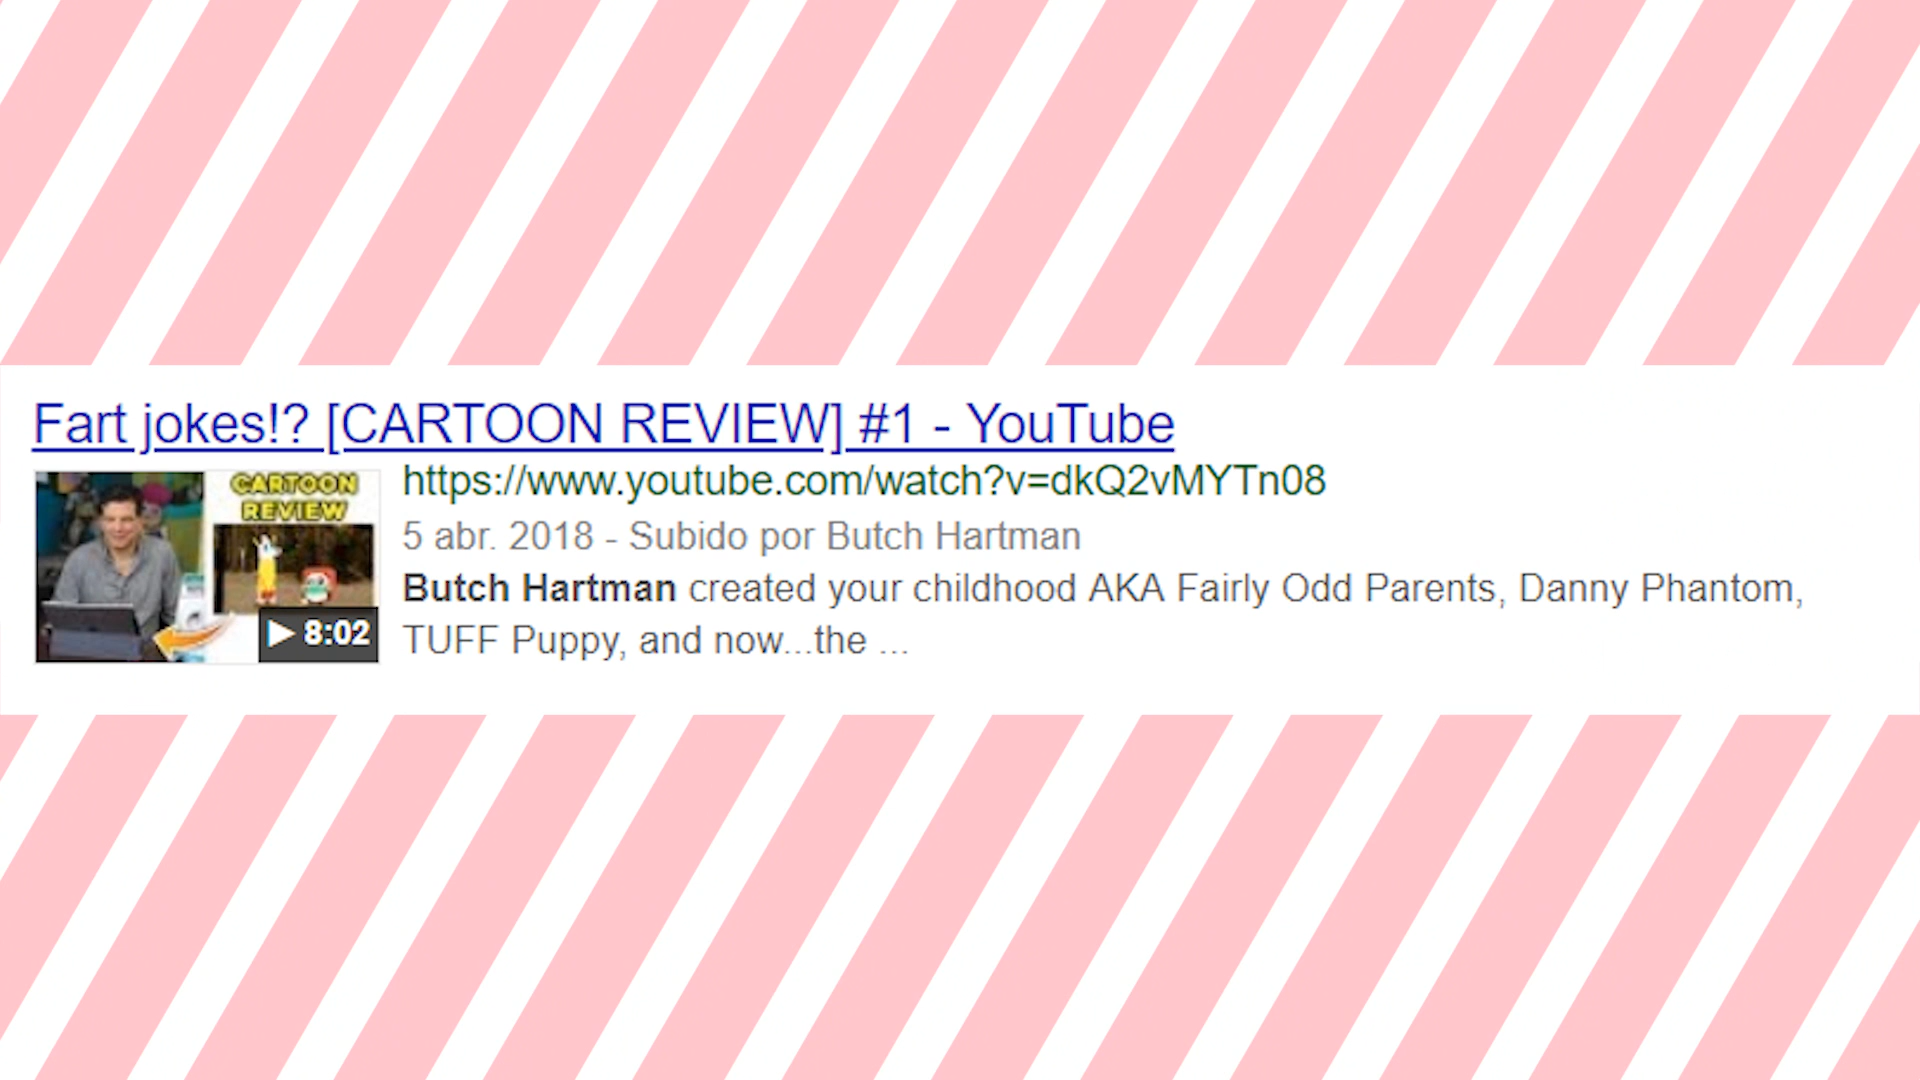 Fart jokes!? [CARTOON REVIEW] #1 - YouTube
CARTOON
REVIEW
8:02
https://www.youtube.com/watch?v=dkQ2vMYTn08
5 abr. 2018 - Subido por Butch Hartman
Butch Hartman created your childhood AKA Fairly Odd Parents, Danny Phantom,
TUFF Puppy, and now...the ...